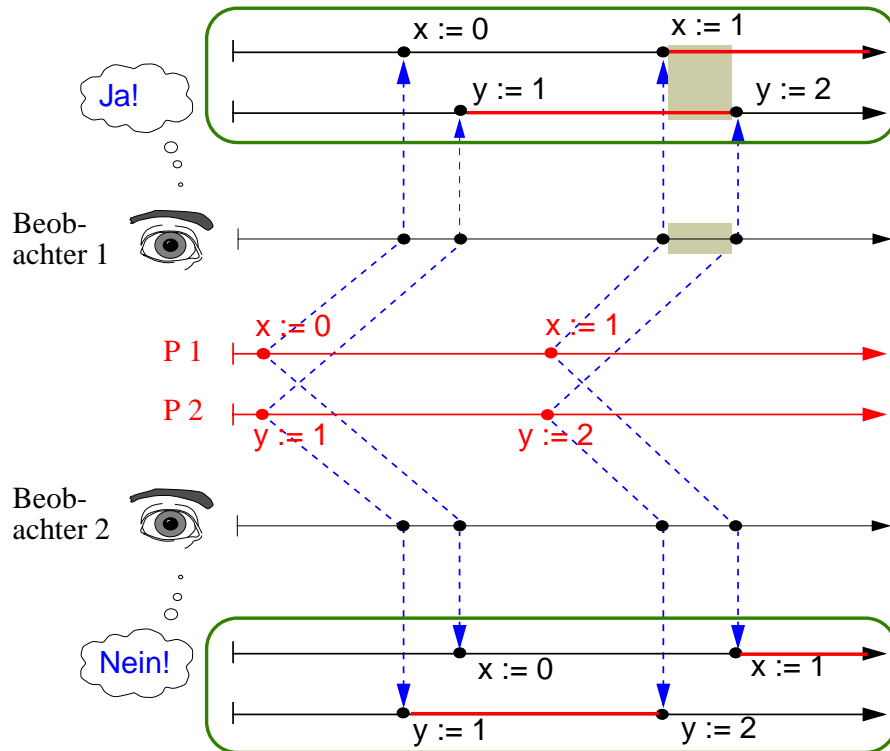 x := 0
x := 1
Ja!
y := 1
y := 2
Beob-
achter 1
x := 0
x := 1
P 1
P 2
y := 1
y := 2
Beob-
achter 2
Nein!
x := 0
x := 1
y := 1
y := 2